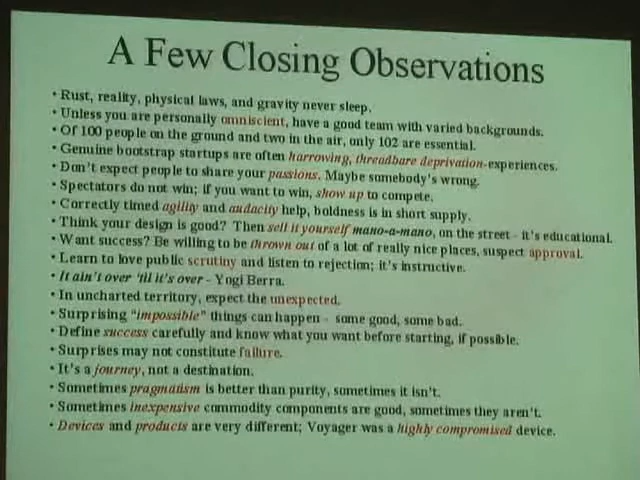 A Few Closing Observations
• Rust, reality, physical laws, and gravity never sleep.
• Unless you are personally omniscient, have a good team with varied backgrounds.
• Of 100 people on the ground and two in the air, only 102 are essential.
• Genuine bootstrap startups are often harrowing, threadbare deprivation-experiences.
• Don't expect people to share your passions. Maybe somebody's wrong.
• Spectators do not win; if you want to win, show up to compete.
• Correctly timed agility and audacity help, boldness is in short supply.
• Think your design is good? Then sell it yourself mano-a-mano, on the street - it's educational.
• Want success? Be willing to be thrown out of a lot of really nice places, suspect approval.
• Learn to love public scrutiny and listen to rejection; it's instructive.
• It ain't over 'til it's over - Yogi Berra.
• In uncharted territory, expect the unexpected.
• Surprising "impossible" things can happen - some good, some bad.
• Define success carefully and know what you want before starting, if possible.
• Surprises may not constitute failure.
• It's a journey, not a destination.
• Sometimes pragmatism is better than purity, sometimes it isn't.
• Sometimes inexpensive commodity components are good, sometimes they aren't.
• Devices and products are very different; Voyager was a highly compromised device.